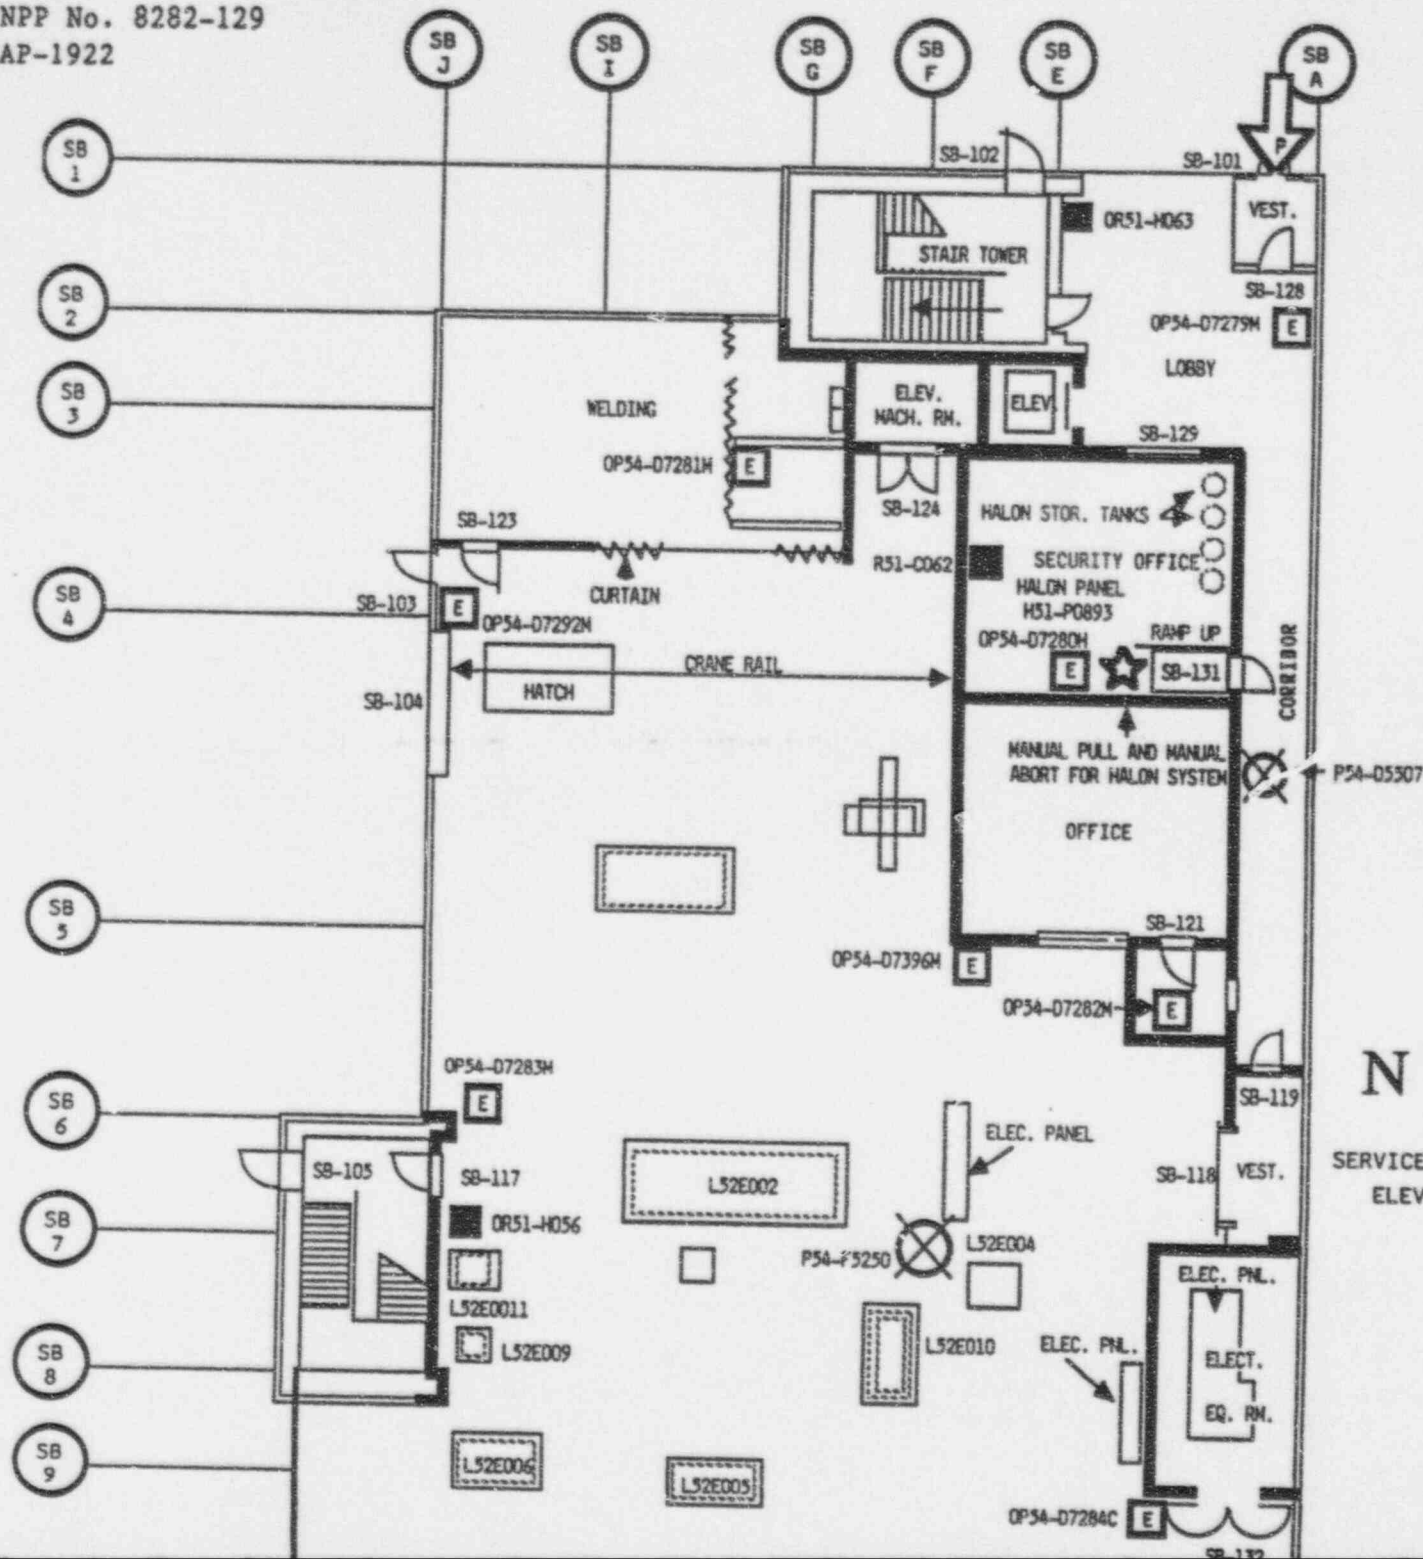 NPP No. 8282-129
AP-1922
SB
J
SB
I
SB
G
SB
F
SB
E
SB
A
P
SB
1
SB-102
SB-101
VEST.
OR51-H063
STAIR TOWER
SB-128
SB
2
OP54-D7279M
E
LOBBY
SB
3
WELDING
ELEV.
MACH. RM.
ELEV.
SB-129
OP54-D7281M
E
SB-123
SB-124
HALON STOR. TANKS
R51-C062
SECURITY OFFICE
HALON PANEL
H51-P0893
CURTAIN
SB
4
SB-103
E
OP54-D7292M
OP54-D7280H
RAMP UP
E
SB-131
CORRIDOR
CRANE RAIL
HATCH
SB-104
MANUAL PULL AND MANUAL
ABORT FOR HALON SYSTEM
P54-D5507
OFFICE
SB
5
SB-121
OP54-D7396M
E
OP54-D7282M
E
OP54-D7283M
E
N
SB
6
SB-119
ELEC. PANEL
SB-105
SB-117
L52E002
SB-118
VEST.
SERVICE
ELEV
SB
7
OR51-H056
L52E004
ELEC. PNL.
L52E0011
SB
8
L52E009
L52E010
ELEC. PNL.
ELECT.
EQ. RM.
SB
9
L52E006
L52E005
OP54-D7284C
E
SB-132